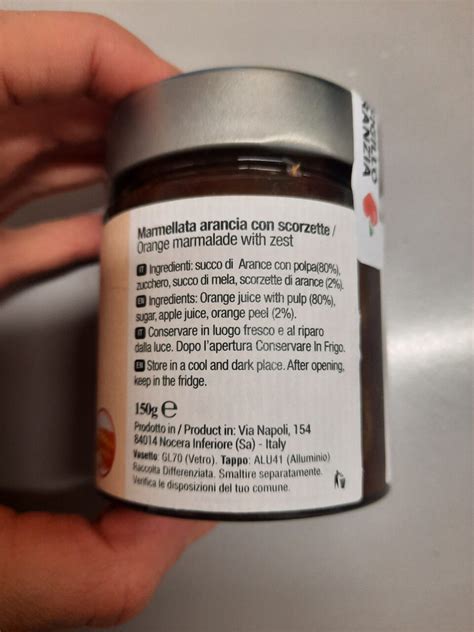 Marmellata arancia con scorzette /
Orange marmalade with zest
IT Ingredienti: succo di Arance con polpa(80%),
zucchero, succo di mela, scorzette di arance (2%).
EN Ingredients: Orange juice with pulp (80%),
sugar, apple juice, orange peel (2%).
IT Conservare in luogo fresco e al riparo
dalla luce. Dopo l'apertura Conservare In Frigo.
EN Store in a cool and dark place. After opening,
keep in the fridge.
150g e
Prodotto in / Product in: Via Napoli, 154
84014 Nocera Inferiore (Sa) - Italy
Vasetto: GL70 (Vetro). Tappo: ALU41 (Alluminio)
Raccolta Differenziata. Smaltire separatamente.
Verifica le disposizioni del tuo comune.